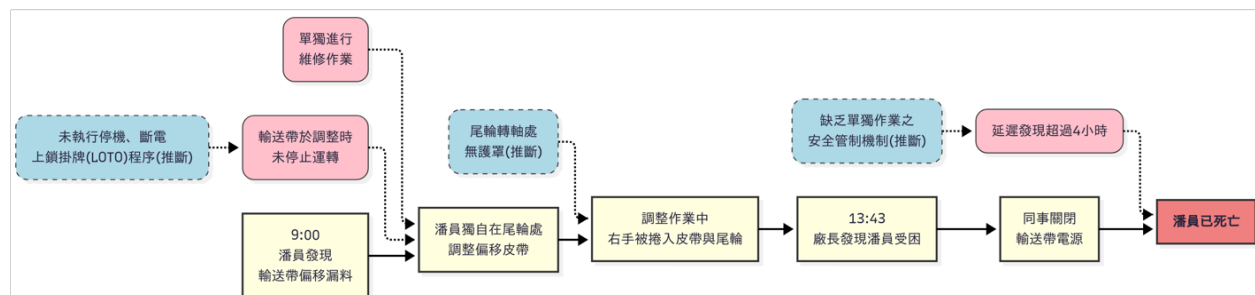 單獨進行
維修作業
未執行停機、斷電
上鎖掛牌(LOTO)程序(推斷)
輸送帶於調整時
未停止運轉
尾輪轉軸處
無護罩(推斷)
缺乏單獨作業之
安全管制機制(推斷)
延遲發現超過4小時
9:00
潘員發現
輸送帶偏移漏料
潘員獨自在尾輪處
調整偏移皮帶
調整作業中
右手被捲入皮帶與尾輪
13:43
廠長發現潘員受困
同事關閉
輸送帶電源
潘員已死亡